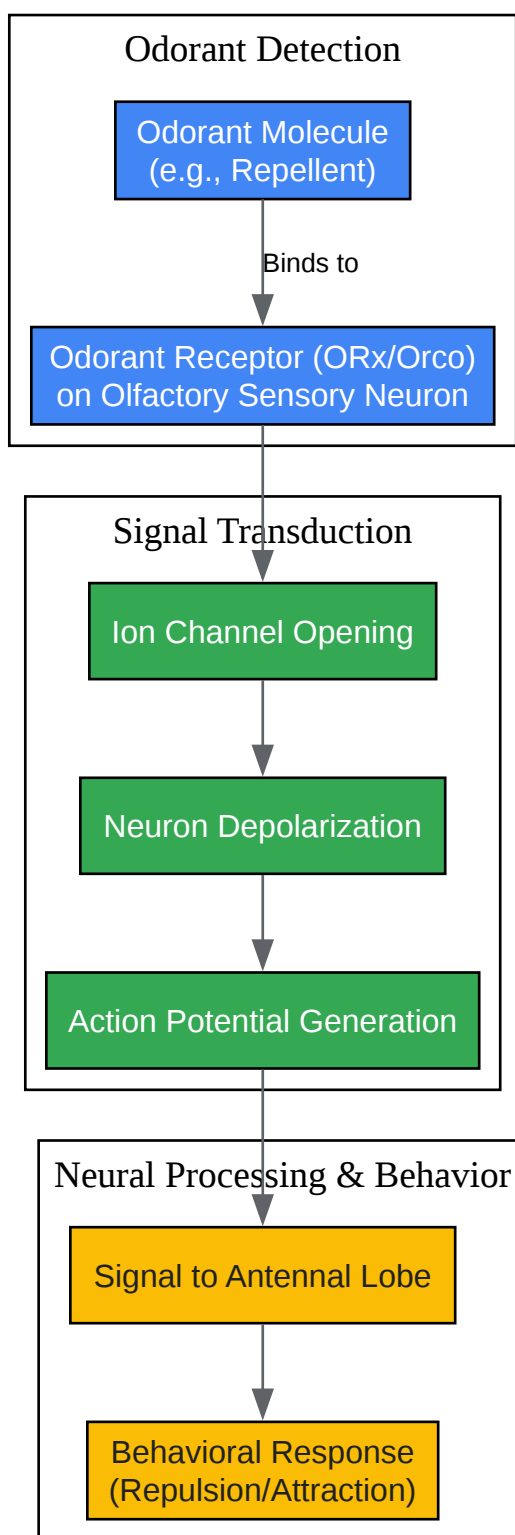 Odorant Detection
Odorant Molecule
(e.g., Repellent)
Binds to
Odorant Receptor (ORx/Orco)
on Olfactory Sensory Neuron
Signal Transduction
Ion Channel Opening
Neuron Depolarization
Action Potential Generation
Neural Processing & Behavior
Signal to Antennal Lobe
Behavioral Response
(Repulsion/Attraction)